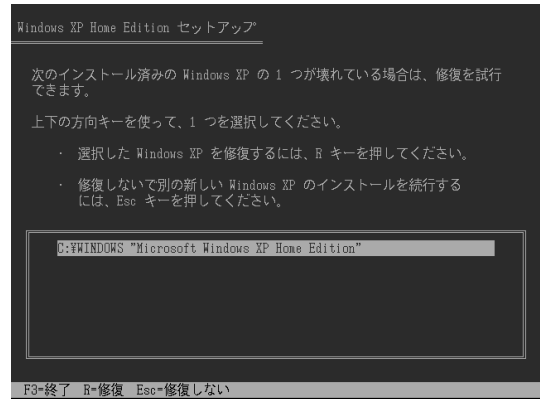 Windows XP Home Edition セットアップ
次のインストール済みの Windows XP の 1 つが壊れている場合は、修復を試行
できます。
上下の方向キーを使って、1 つを選択してください。
・ 選択した Windows XP を修復するには、R キーを押してください。
・ 修復しないで別の新しい Windows XP のインストールを続行する
には、Esc キーを押してください。
C:¥WINDOWS "Microsoft Windows XP Home Edition"
F3=終了 R=修復 Esc=修復しない